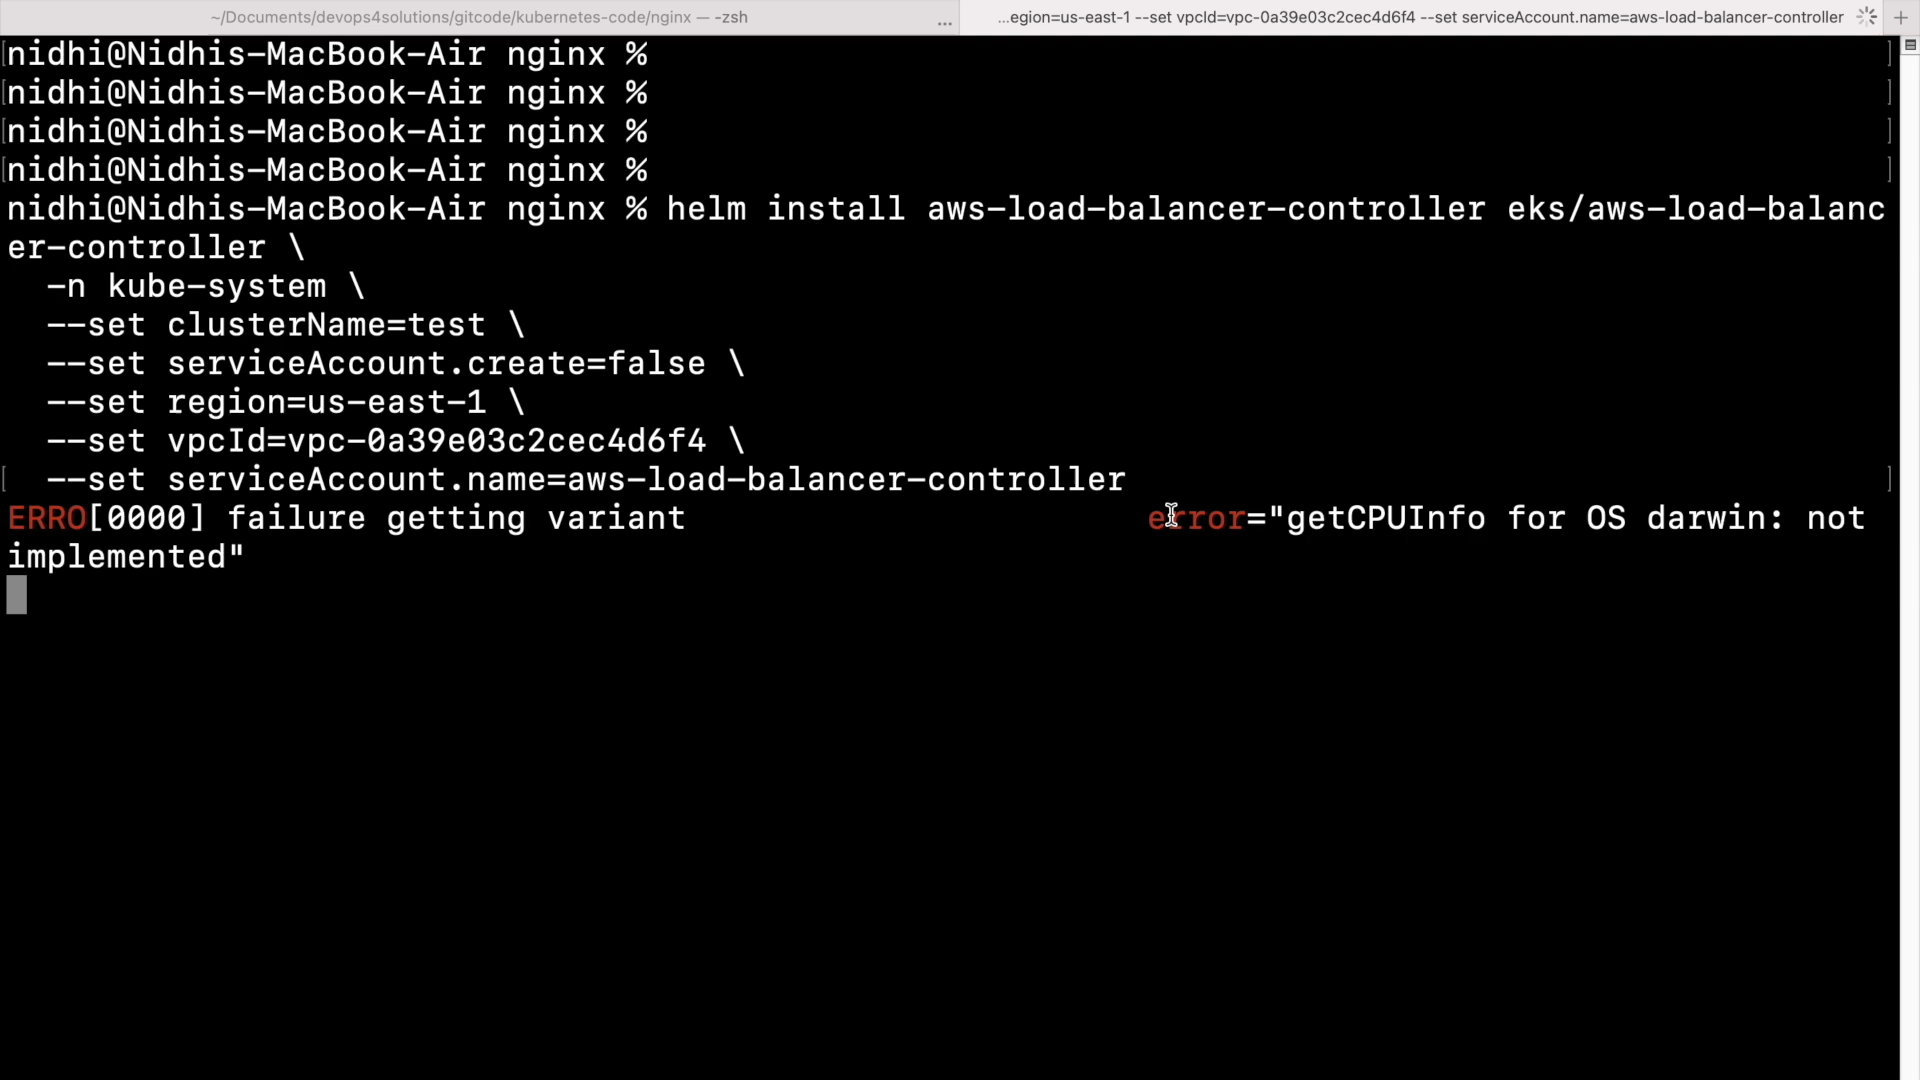 ~/Documents/devops4solutions/gitcode/kubernetes-code/nginx — -zsh ... ...egion=us-east-1 --set vpcId=vpc-0a39e03c2cec4d6f4 --set serviceAccount.name=aws-load-balancer-controller +
[nidhi@Nidhis-MacBook-Air nginx % ]
[nidhi@Nidhis-MacBook-Air nginx % ]
[nidhi@Nidhis-MacBook-Air nginx % ]
[nidhi@Nidhis-MacBook-Air nginx % ]
nidhi@Nidhis-MacBook-Air nginx % helm install aws-load-balancer-controller eks/aws-load-balanc
er-controller \
  -n kube-system \
  --set clusterName=test \
  --set serviceAccount.create=false \
  --set region=us-east-1 \
  --set vpcId=vpc-0a39e03c2cec4d6f4 \
[ --set serviceAccount.name=aws-load-balancer-controller ]
ERRO[0000] failure getting variant error="getCPUInfo for OS darwin: not
implemented"